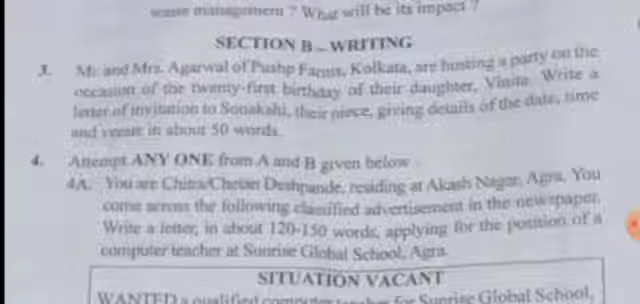 management ? What will be its impact ?
SECTION B – WRITING
3. Mr. and Mrs. Agarwal of Pushp Farms, Kolkata, are hosting a party on the
occasion of the twenty-first birthday of their daughter, Vinita. Write a
letter of invitation to Sonakshi, their niece, giving details of the date, time
and venue in about 50 words.
4. Attempt ANY ONE from A and B given below
4A. You are Chitra/Chetan Deshpande, residing at Akash Nagar, Agra. You
come across the following classified advertisement in the newspaper.
Write a letter, in about 120-150 words, applying for the position of a
computer teacher at Sunrise Global School, Agra.
SITUATION VACANT
WANTED a qualified computer teacher for Sunrise Global School,